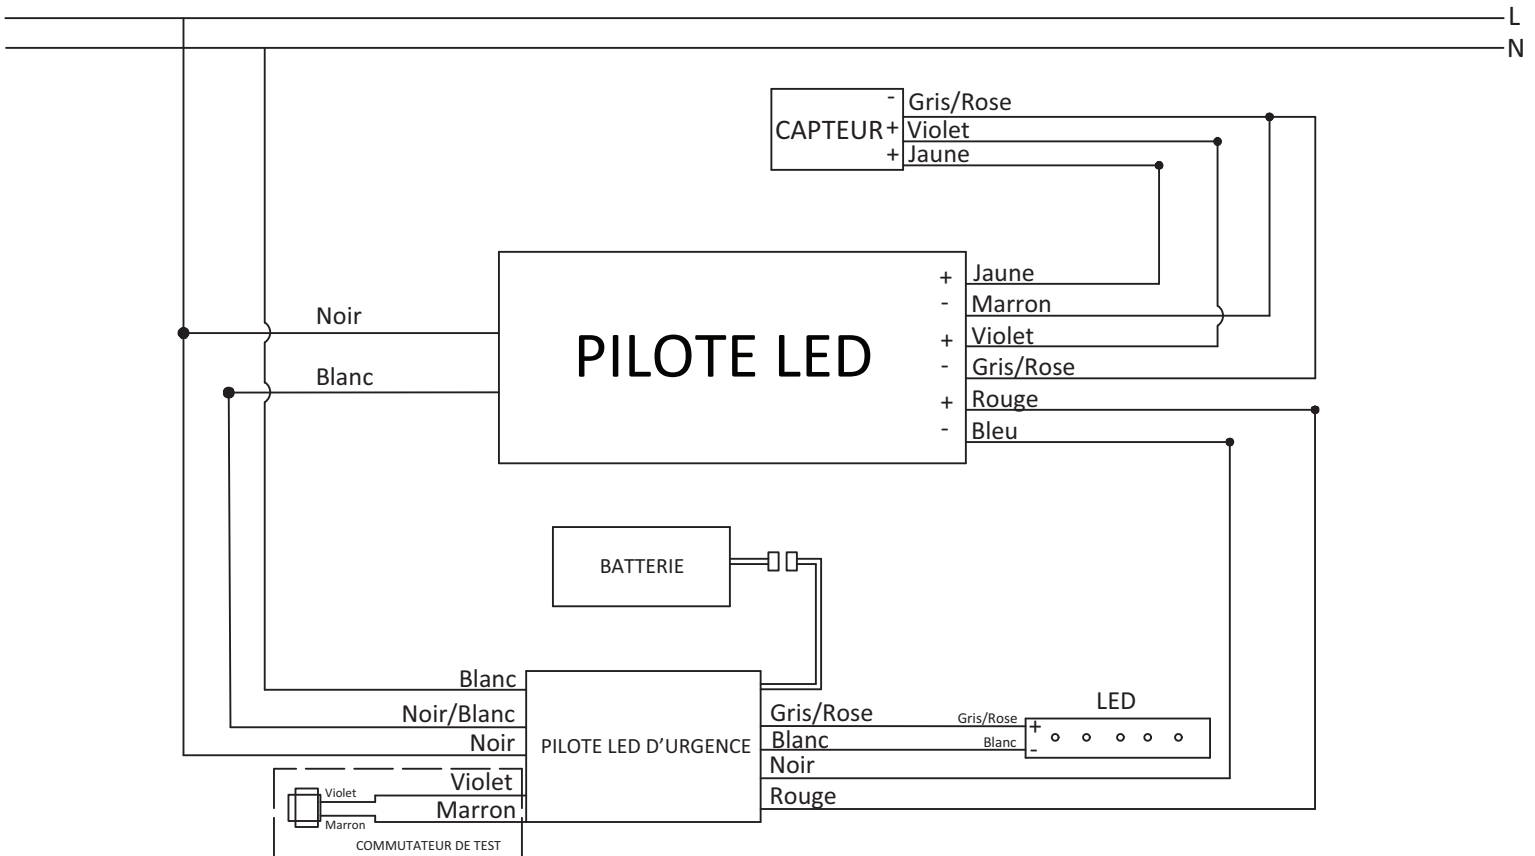 L
N
- Gris/Rose
CAPTEUR + Violet
+ Jaune
+ Jaune
- Marron
+ Violet
- Gris/Rose
+ Rouge
- Bleu
Noir
Blanc
PILOTE LED
BATTERIE
Blanc
Noir/Blanc
Noir
Violet
Marron
PILOTE LED D’URGENCE
Gris/Rose
Blanc
Noir
Rouge
LED
Gris/Rose +
Blanc -
Violet
Marron
COMMUTATEUR DE TEST